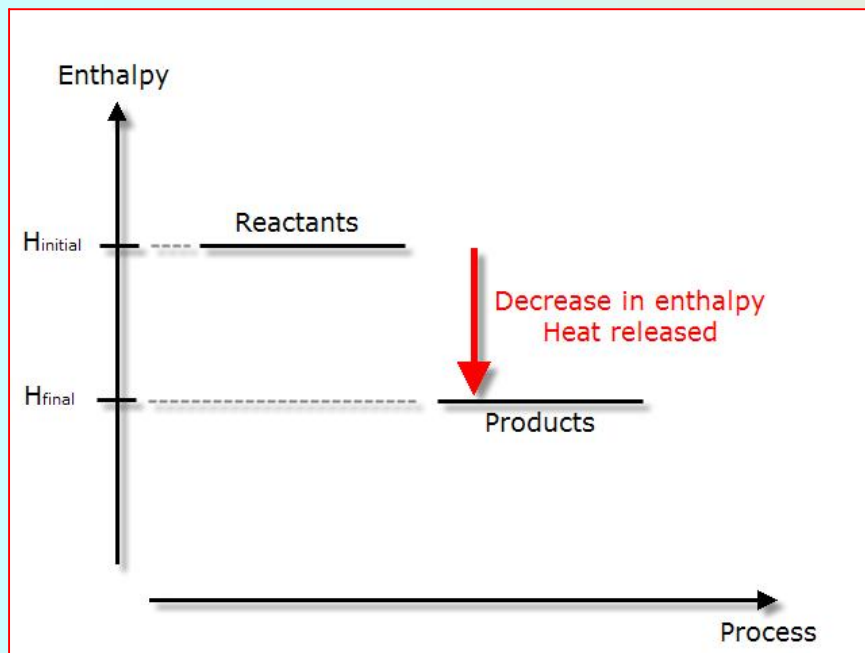 Enthalpy
Reactants
Hinitial
Decrease in enthalpy
Heat released
Hfinal
Products
Process